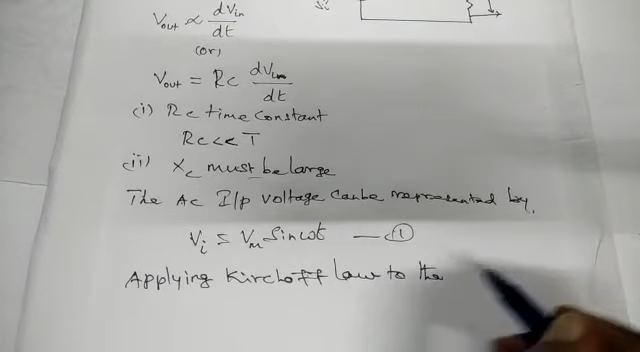 Vout ∝ dVin/dt
(or)
Vout = RC dVin/dt
(i) Rc time constant
Rc<<T
(ii) Xc must be large
The AC I/p voltage can be represented by,
Vi = Vm Sinωt — ①
Applying Kirchoff law to the